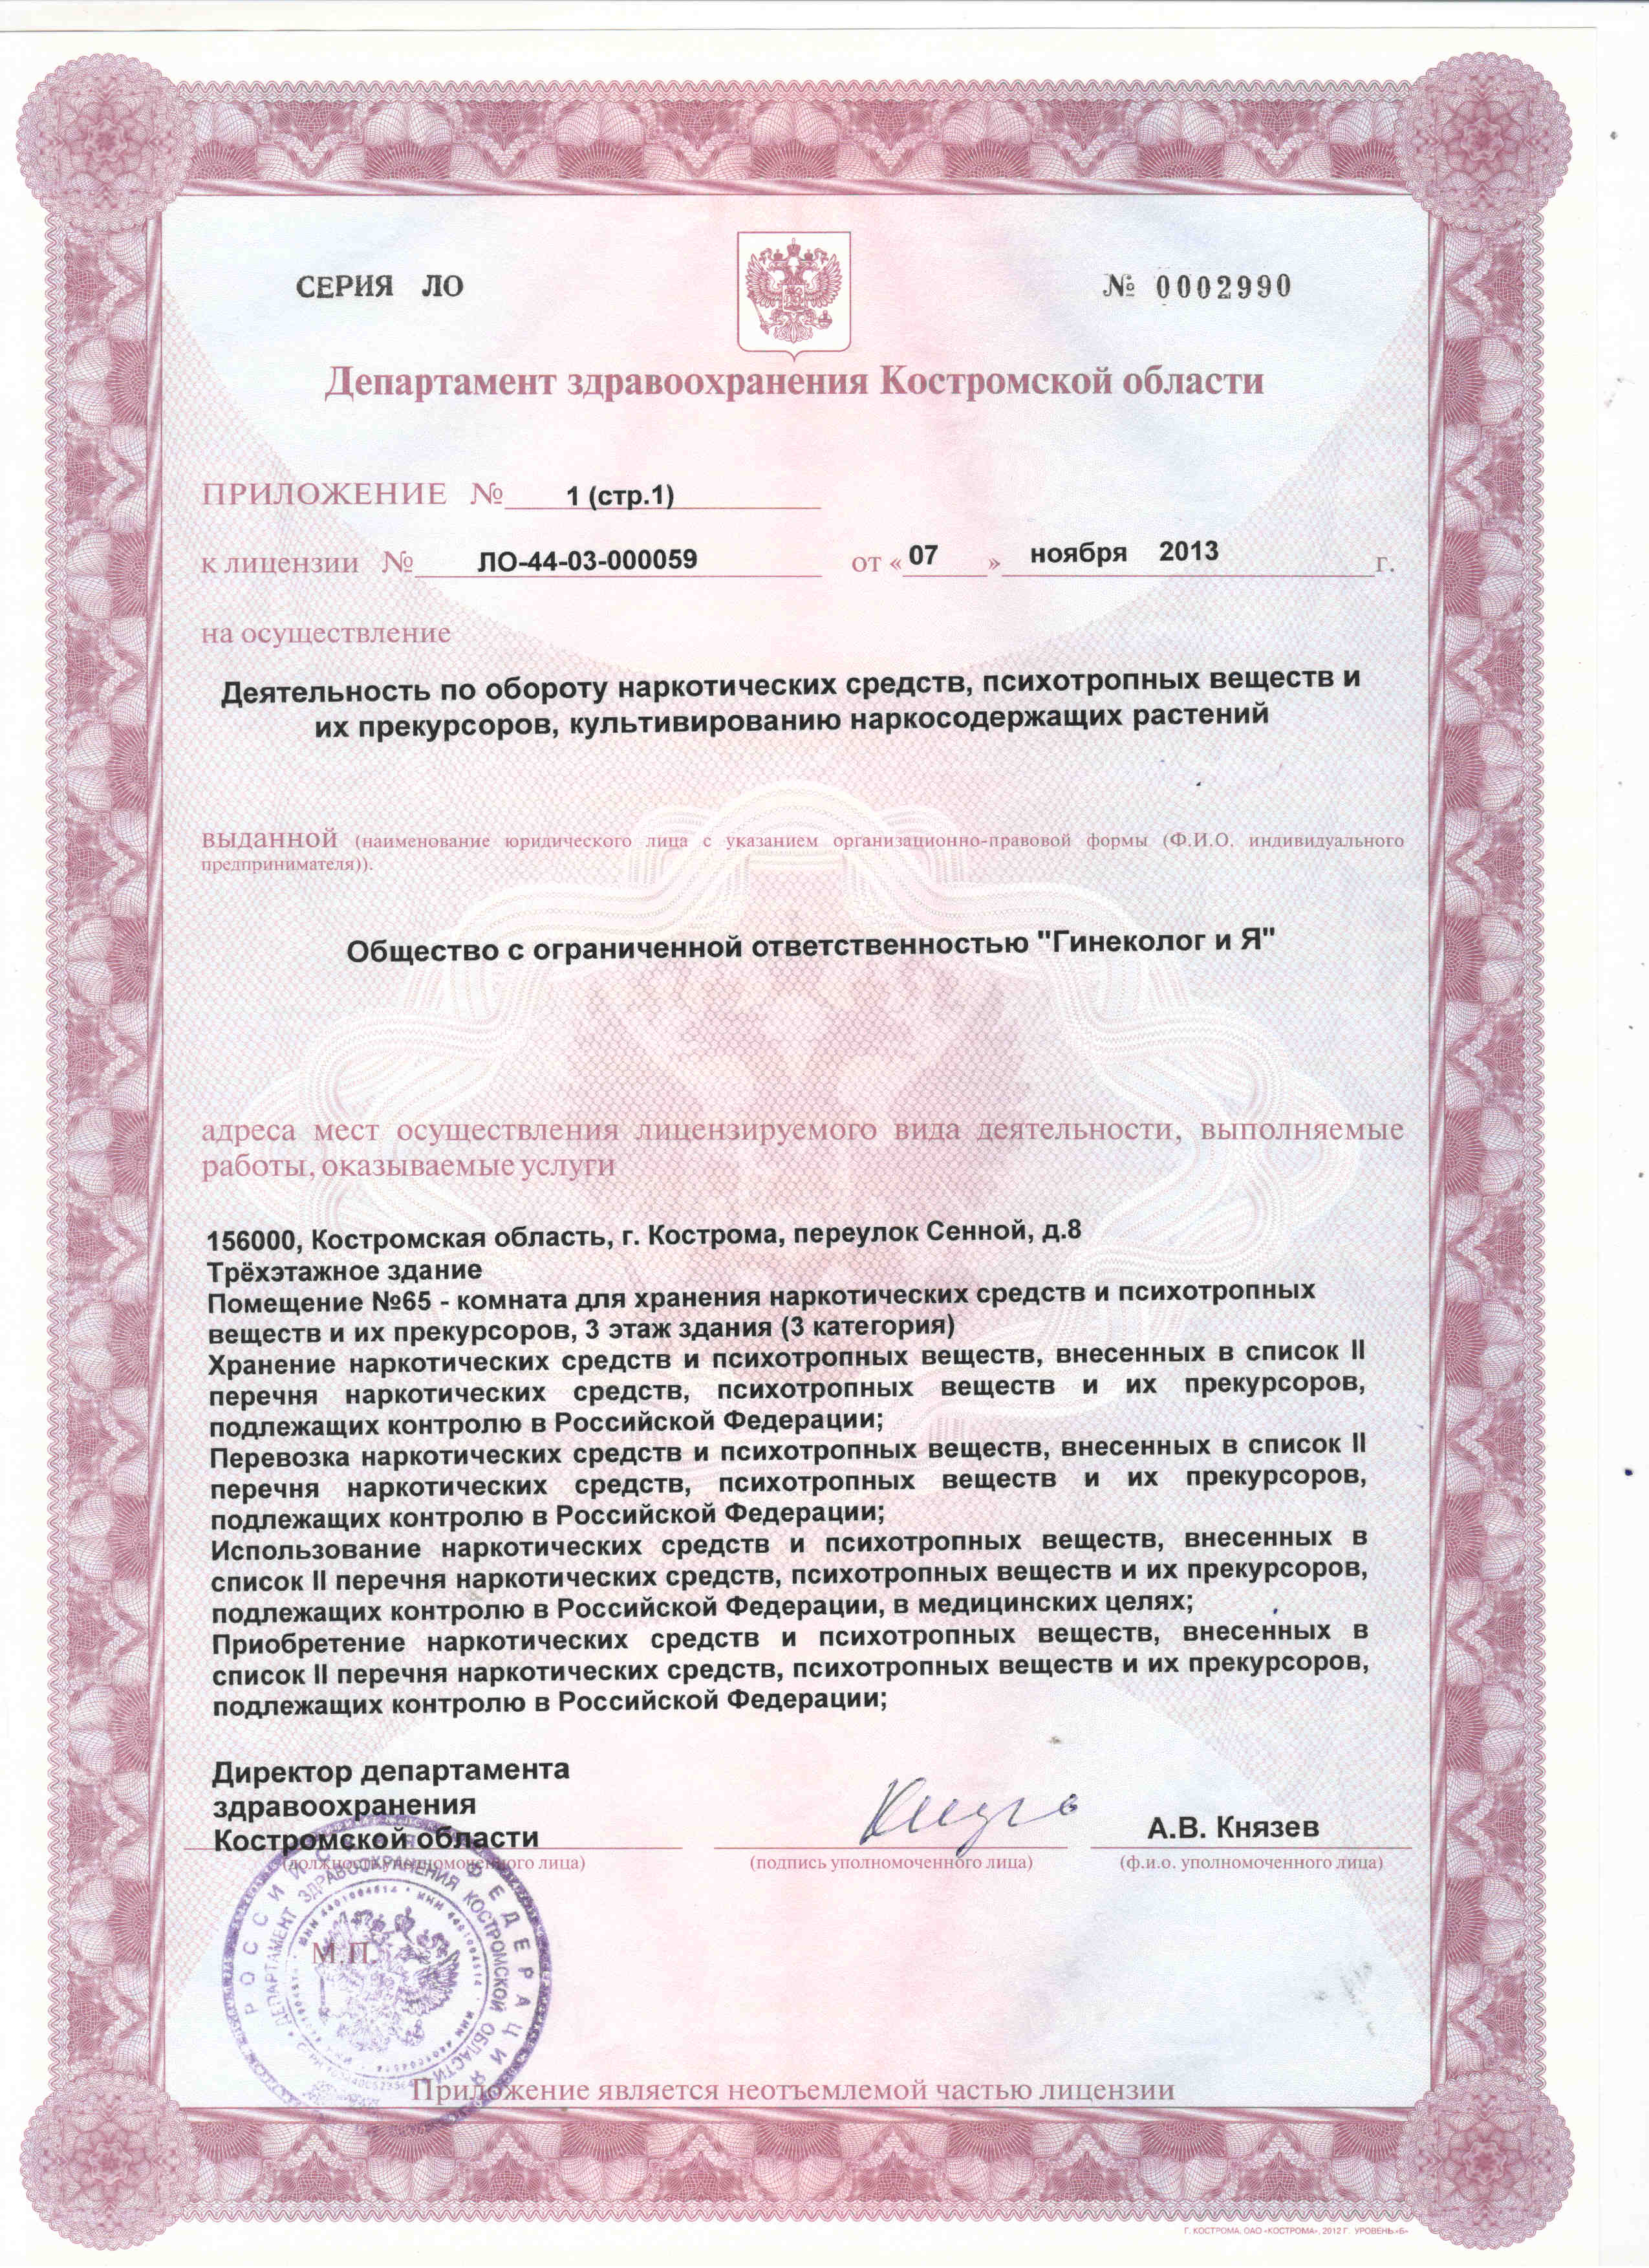 СЕРИЯ ЛО
№ 0002990
Департамент здравоохранения Костромской области
ПРИЛОЖЕНИЕ № 1 (стр.1)
к лицензии № ЛО-44-03-000059 от « 07 » ноября 2013 г.
на осуществление
Деятельность по обороту наркотических средств, психотропных веществ и
их прекурсоров, культивированию наркосодержащих растений
выданной (наименование юридического лица с указанием организационно-правовой формы (Ф.И.О. индивидуального
предпринимателя)).
Общество с ограниченной ответственностью "Гинеколог и Я"
адреса мест осуществления лицензируемого вида деятельности, выполняемые
работы, оказываемые услуги
156000, Костромская область, г. Кострома, переулок Сенной, д.8
Трёхэтажное здание
Помещение №65 - комната для хранения наркотических средств и психотропных
веществ и их прекурсоров, 3 этаж здания (3 категория)
Хранение наркотических средств и психотропных веществ, внесенных в список II
перечня наркотических средств, психотропных веществ и их прекурсоров,
подлежащих контролю в Российской Федерации;
Перевозка наркотических средств и психотропных веществ, внесенных в список II
перечня наркотических средств, психотропных веществ и их прекурсоров,
подлежащих контролю в Российской Федерации;
Использование наркотических средств и психотропных веществ, внесенных в
список II перечня наркотических средств, психотропных веществ и их прекурсоров,
подлежащих контролю в Российской Федерации, в медицинских целях;
Приобретение наркотических средств и психотропных веществ, внесенных в
список II перечня наркотических средств, психотропных веществ и их прекурсоров,
подлежащих контролю в Российской Федерации;
Директор департамента
здравоохранения
Костромской области
А.В. Князев
(должность уполномоченного лица)
(подпись уполномоченного лица)
(ф.и.о. уполномоченного лица)
РОССИЙСКАЯ ФЕДЕРАЦИЯ
ДЕПАРТАМЕНТ ЗДРАВООХРАНЕНИЯ КОСТРОМСКОЙ ОБЛАСТИ
ИНН 4401004514
М.П.
Приложение является неотъемлемой частью лицензии
Г. КОСТРОМА, ОАО «КОСТРОМА», 2012 Г. УРОВЕНЬ «Б»